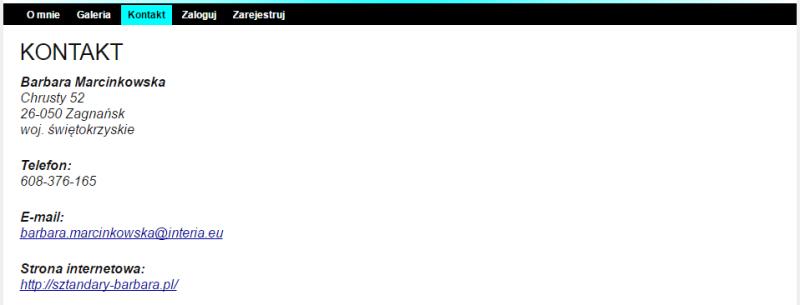 O mnie Galeria Kontakt Zaloguj Zarejestruj
KONTAKT
Barbara Marcinkowska
Chrusty 52
26-050 Zagnańsk
woj. świętokrzyskie
Telefon:
608-376-165
E-mail:
barbara.marcinkowska@interia.eu
Strona internetowa:
http://sztandary-barbara.pl/